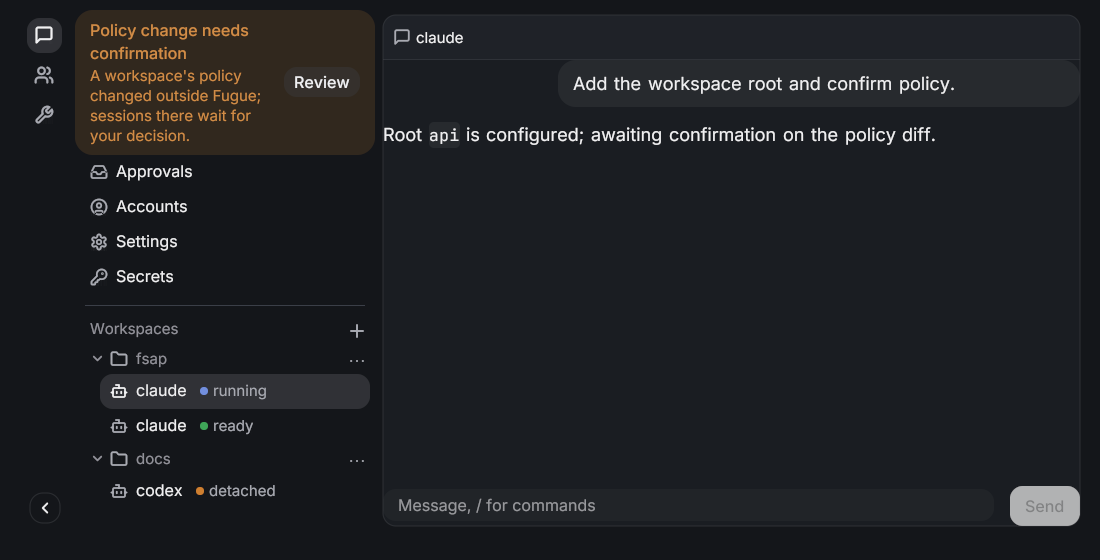 Policy change needs
confirmation
A workspace's policy
changed outside Fugue;
sessions there wait for
your decision.
Review
Approvals
Accounts
Settings
Secrets
Workspaces
fsap
claude running
claude ready
docs
codex detached
claude
Add the workspace root and confirm policy.
Root api is configured; awaiting confirmation on the policy diff.
Message, / for commands
Send